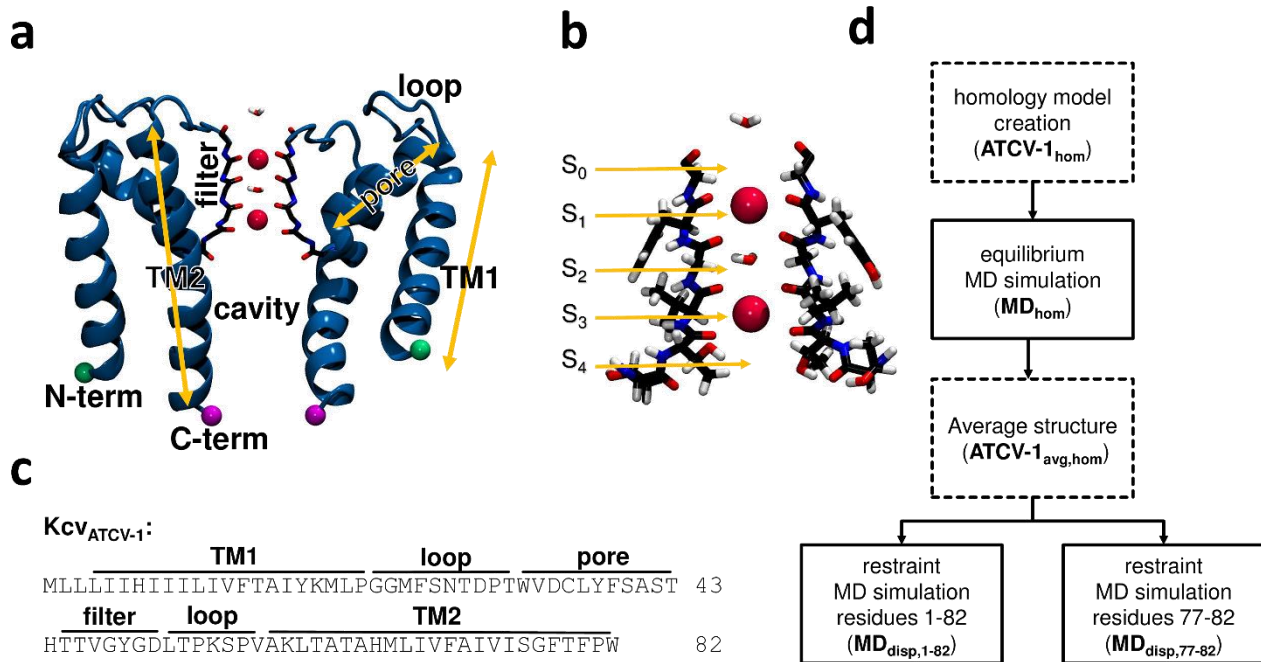 a
loop
filter
pore
TM2
TM1
cavity
N-term
C-term
b
S0
S1
S2
S3
S4
c
KcvATCV-1:
TM1 loop pore
MLLLIIHIIILIVFTAIYKMLPGGMFSNTDPTWVDCLYFSAST 43
filter loop TM2
HTTVGYGDLTPKSPVAKLTATAHMLIVFAIVISGFTFPW 82
d
homology model
creation
(ATCV-1hom)
equilibrium
MD simulation
(MDhom)
Average structure
(ATCV-1avg,hom)
restraint
MD simulation
residues 1-82
(MDdisp,1-82)
restraint
MD simulation
residues 77-82
(MDdisp,77-82)